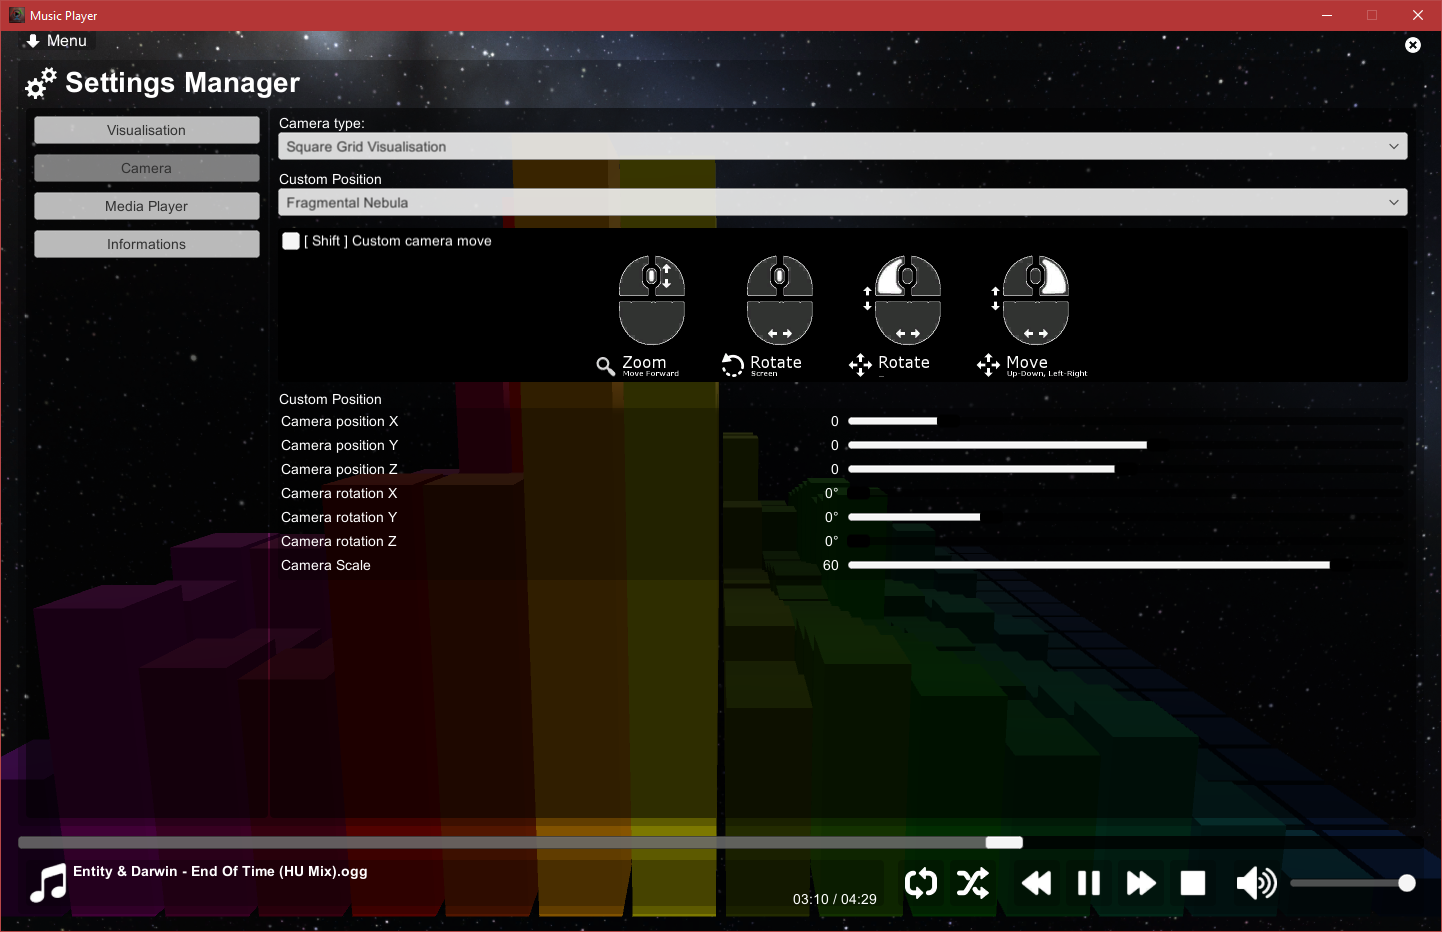 Music Player
Menu
Settings Manager
Visualisation
Camera
Media Player
Informations
Camera type:
Square Grid Visualisation
Custom Position
Fragmental Nebula
[ Shift ] Custom camera move
Zoom
Move Forward
Rotate
Screen
Rotate
Move
Up-Down, Left-Right
Custom Position
Camera position X 0
Camera position Y 0
Camera position Z 0
Camera rotation X 0°
Camera rotation Y 0°
Camera rotation Z 0°
Camera Scale 60
Entity & Darwin - End Of Time (HU Mix).ogg
03:10 / 04:29